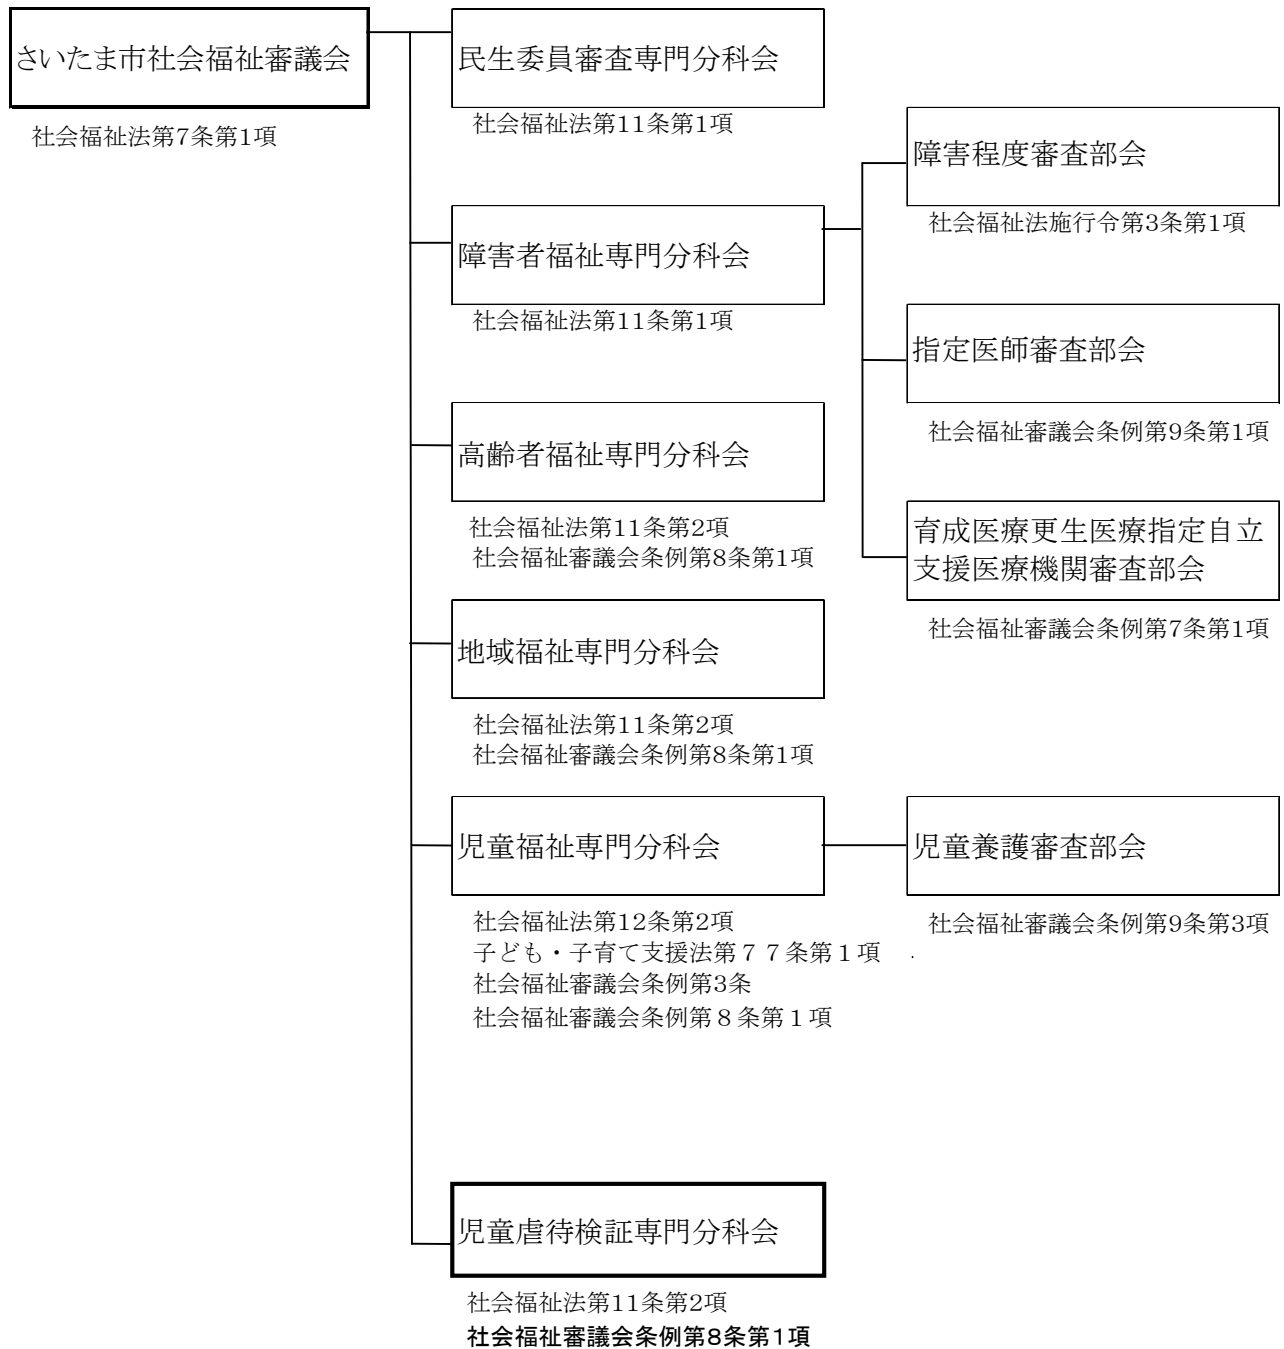 さいたま市社会福祉審議会
社会福祉法第7条第1項
民生委員審査専門分科会
社会福祉法第11条第1項
障害者福祉専門分科会
社会福祉法第11条第1項
障害程度審査部会
社会福祉法施行令第3条第1項
指定医師審査部会
社会福祉審議会条例第9条第1項
育成医療更生医療指定自立
支援医療機関審査部会
社会福祉審議会条例第7条第1項
高齢者福祉専門分科会
社会福祉法第11条第2項
社会福祉審議会条例第8条第1項
地域福祉専門分科会
社会福祉法第11条第2項
社会福祉審議会条例第8条第1項
児童福祉専門分科会
社会福祉法第12条第2項
子ども・子育て支援法第７７条第１項
社会福祉審議会条例第3条
社会福祉審議会条例第８条第１項
児童養護審査部会
社会福祉審議会条例第9条第3項
児童虐待検証専門分科会
社会福祉法第11条第2項
社会福祉審議会条例第8条第1項